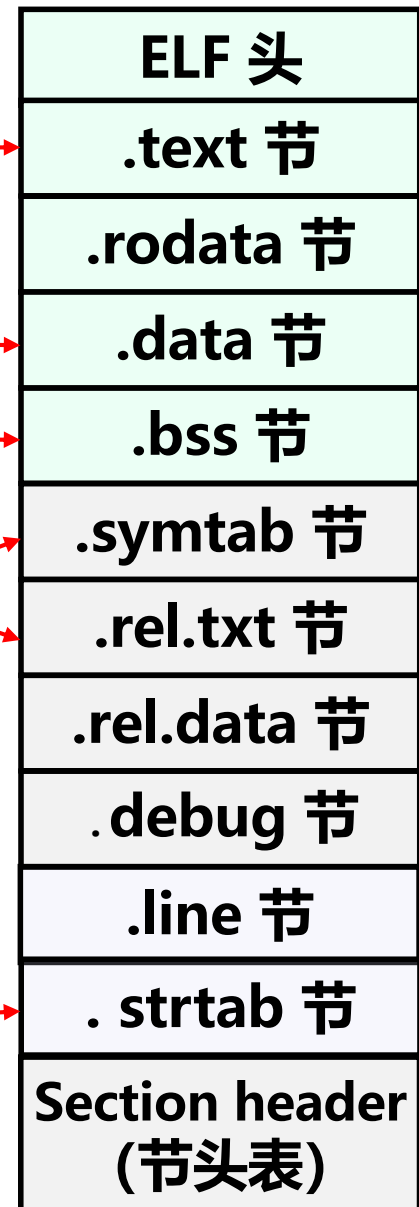 ELF 头
.text 节
.rodata 节
.data 节
.bss 节
.symtab 节
.rel.txt 节
.rel.data 节
. debug 节
.line 节
. strtab 节
Section header
(节头表)